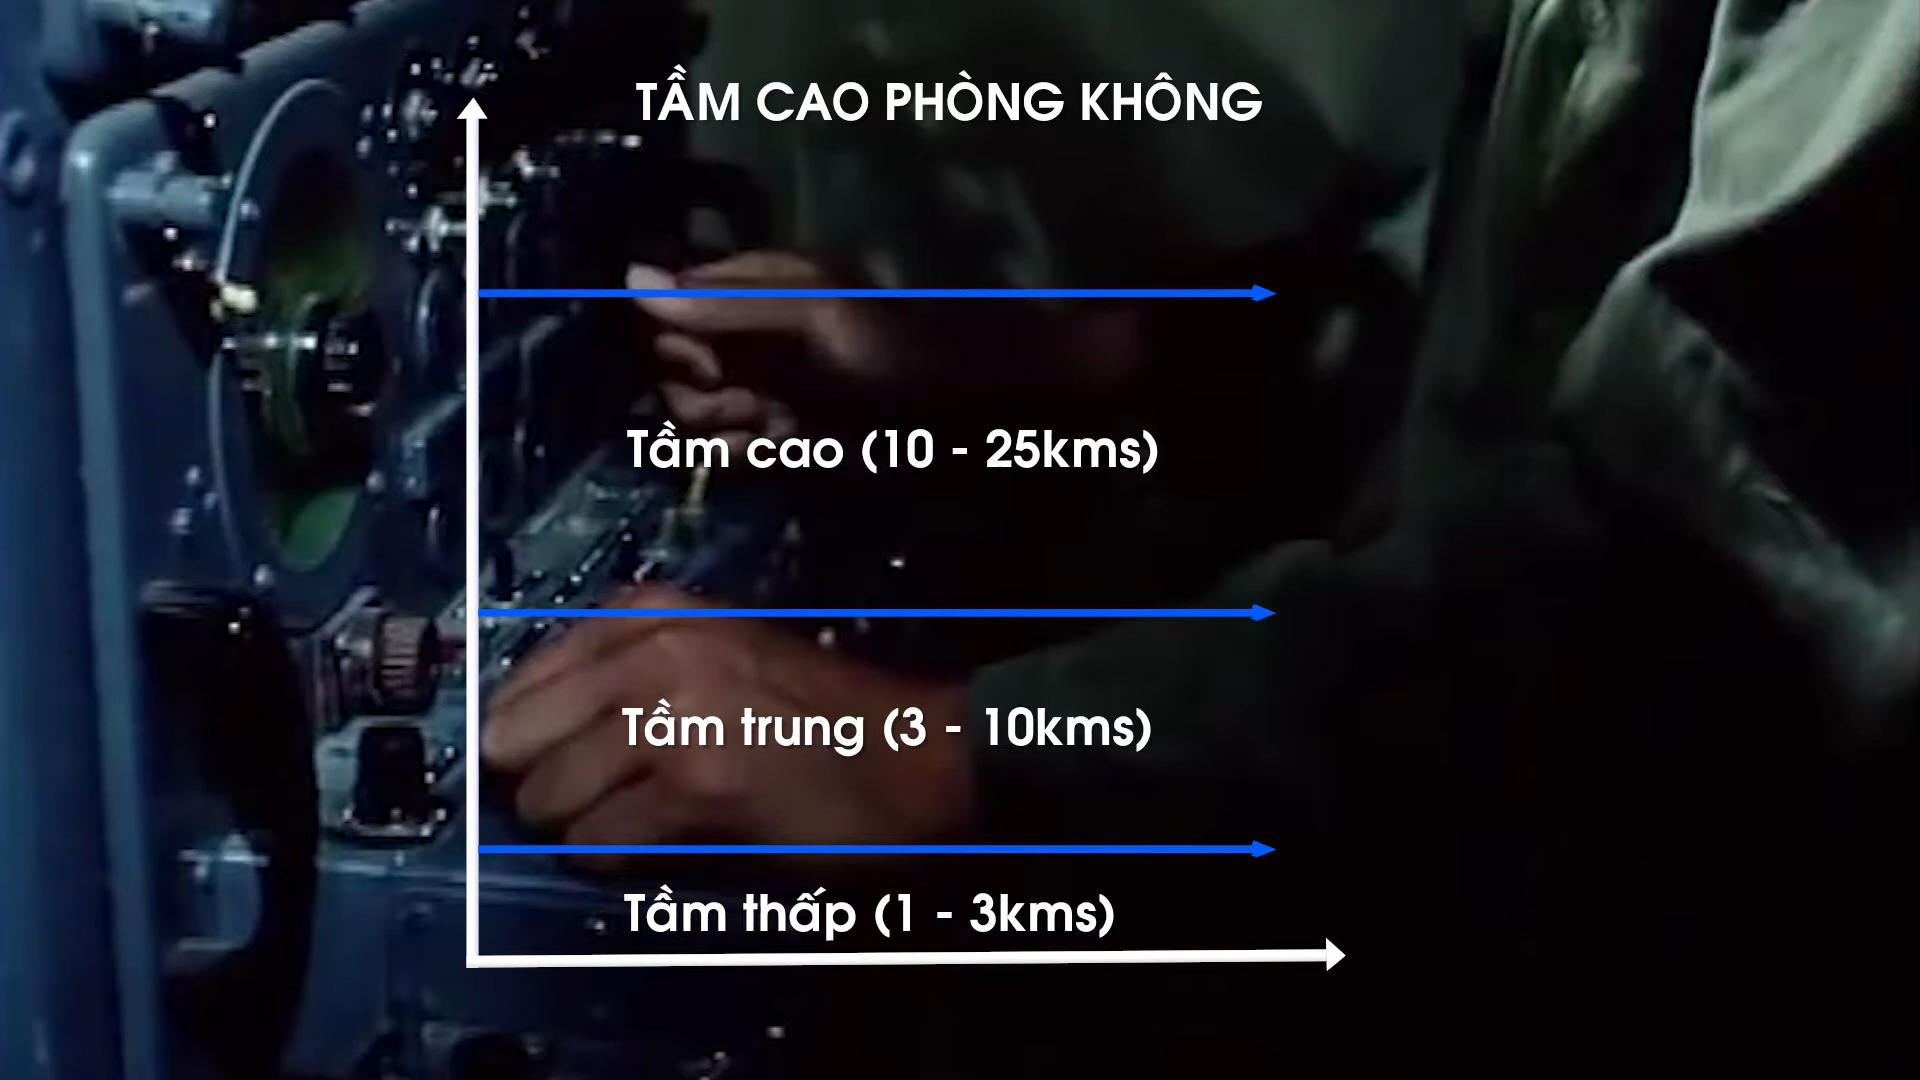 TẦM CAO PHÒNG KHÔNG
Tầm cao (10 - 25kms)
Tầm trung (3 - 10kms)
Tầm thấp (1 - 3kms)